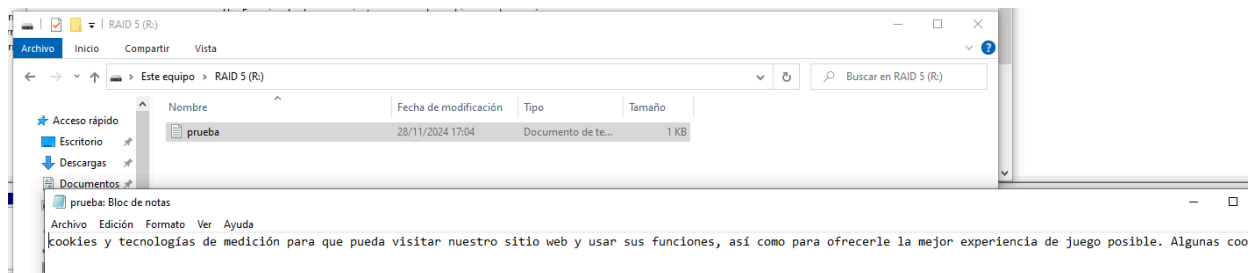 RAID 5 (R:)
Archivo Inicio Compartir Vista
Este equipo > RAID 5 (R:)
Buscar en RAID 5 (R:)
Nombre Fecha de modificación Tipo Tamaño
Acceso rápido
prueba 28/11/2024 17:04 Documento de te... 1 KB
Escritorio
Descargas
Documentos
prueba: Bloc de notas
Archivo Edición Formato Ver Ayuda
cookies y tecnologías de medición para que pueda visitar nuestro sitio web y usar sus funciones, así como para ofrecerle la mejor experiencia de juego posible. Algunas coo